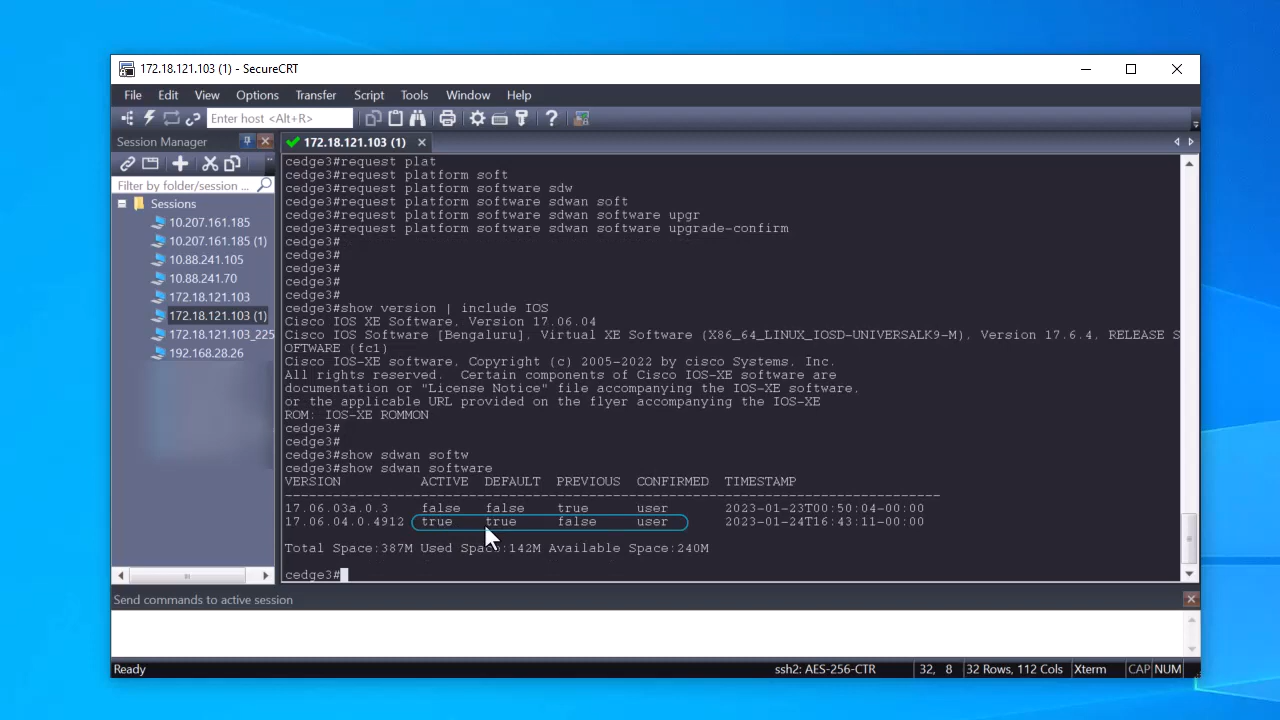 172.18.121.103 (1) - SecureCRT
File Edit View Options Transfer Script Tools Window Help
Enter host <Alt+R>
Session Manager
172.18.121.103 (1)
Filter by folder/session ...
Sessions
10.207.161.185
10.207.161.185 (1)
10.88.241.105
10.88.241.70
172.18.121.103
172.18.121.103 (1)
172.18.121.103_225
192.168.28.26
cedge3#request plat
cedge3#request platform soft
cedge3#request platform software sdw
cedge3#request platform software sdwan soft
cedge3#request platform software sdwan software upgr
cedge3#request platform software sdwan software upgrade-confirm
cedge3#
cedge3#
cedge3#
cedge3#
cedge3#
cedge3#show version | include IOS
Cisco IOS XE Software, Version 17.06.04
Cisco IOS Software [Bengaluru], Virtual XE Software (X86_64_LINUX_IOSD-UNIVERSALK9-M), Version 17.6.4, RELEASE S
OFTWARE (fc1)
Cisco IOS-XE software, Copyright (c) 2005-2022 by cisco Systems, Inc.
All rights reserved.  Certain components of Cisco IOS-XE software are
documentation or "License Notice" file accompanying the IOS-XE software,
or the applicable URL provided on the flyer accompanying the IOS-XE
ROM: IOS-XE ROMMON
cedge3#
cedge3#
cedge3#show sdwan softw
cedge3#show sdwan software
VERSION ACTIVE DEFAULT PREVIOUS CONFIRMED TIMESTAMP
--------------------------------------------------------------------------------
17.06.03a.0.3 false false true user 2023-01-23T00:50:04-00:00
17.06.04.0.4912 true true false user 2023-01-24T16:43:11-00:00
Total Space:387M Used Space:142M Available Space:240M
cedge3#
Send commands to active session
Ready ssh2: AES-256-CTR 32, 8 32 Rows, 112 Cols Xterm CAP NUM